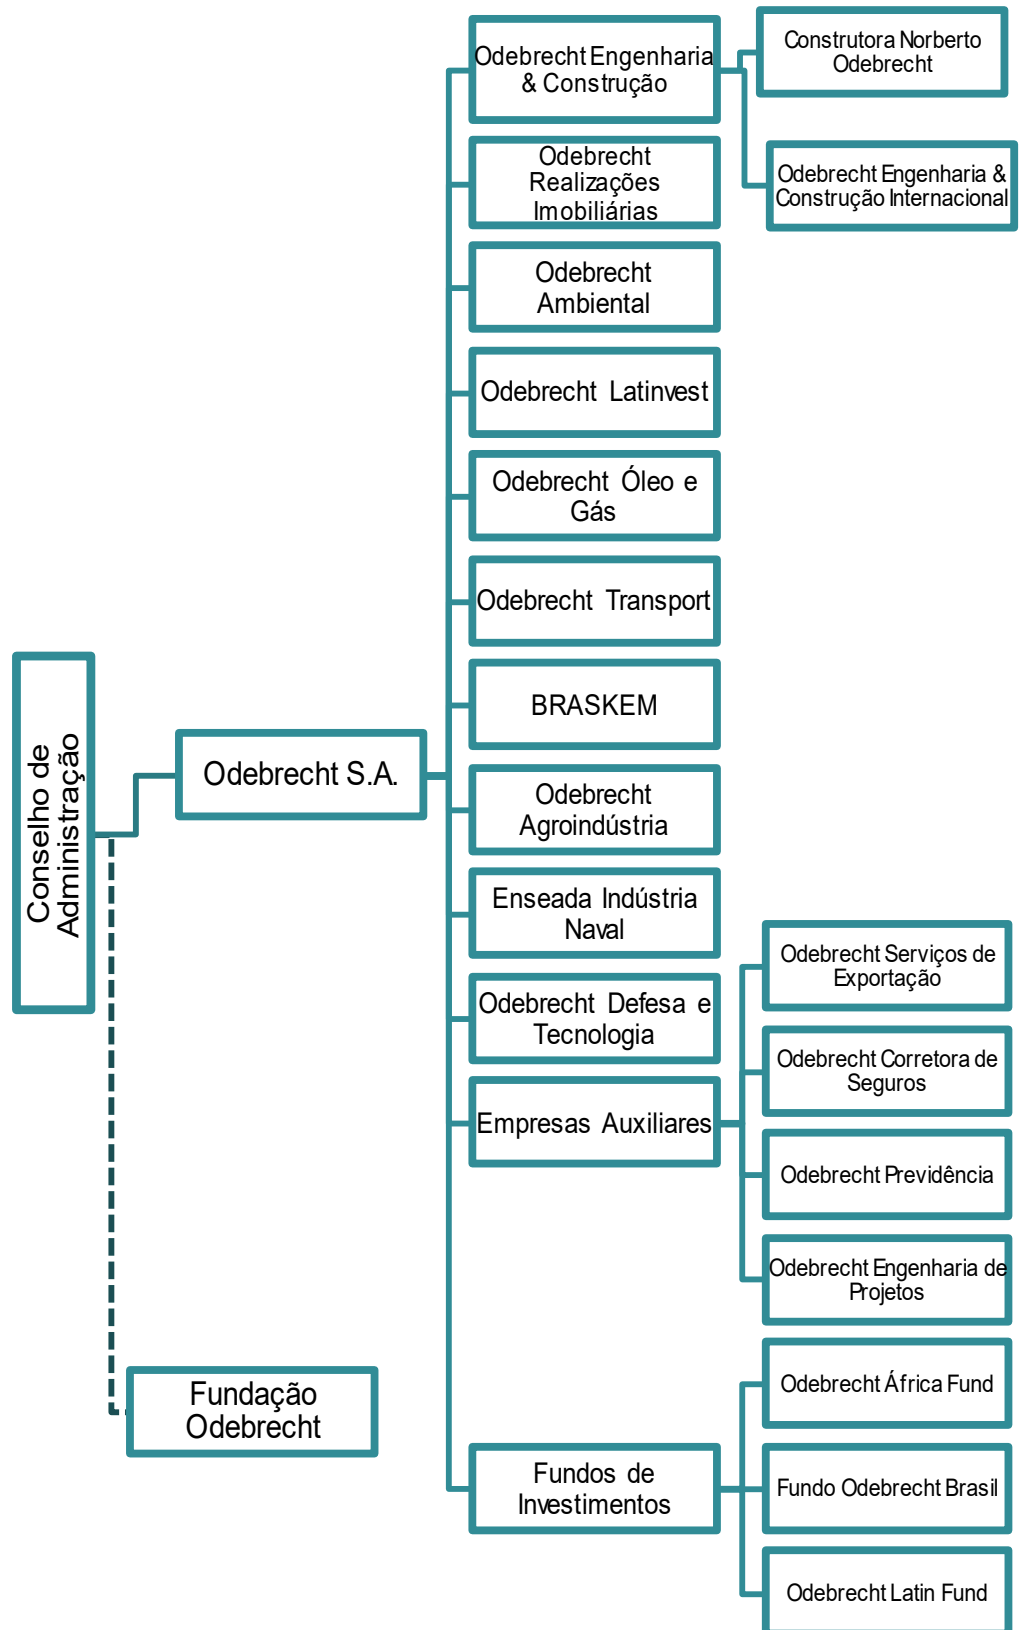 Conselho de
Administração
Odebrecht S.A.
Fundação
Odebrecht
Odebrecht Engenharia
& Construção
Construtora Norberto
Odebrecht
Odebrecht Engenharia &
Construção Internacional
Odebrecht
Realizações
Imobiliárias
Odebrecht
Ambiental
Odebrecht Latinvest
Odebrecht Óleo e
Gás
Odebrecht Transport
BRASKEM
Odebrecht
Agroindústria
Enseada Indústria
Naval
Odebrecht Defesa e
Tecnologia
Empresas Auxiliares
Odebrecht Serviços de
Exportação
Odebrecht Corretora de
Seguros
Odebrecht Previdência
Odebrecht Engenharia de
Projetos
Fundos de
Investimentos
Odebrecht África Fund
Fundo Odebrecht Brasil
Odebrecht Latin Fund